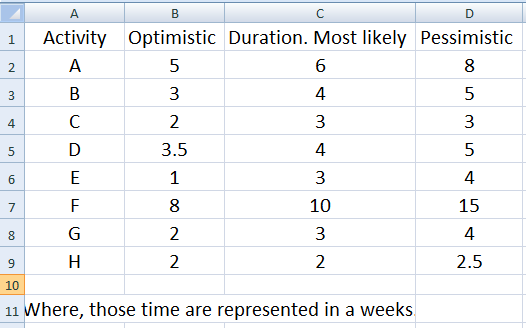 A B C D
1 Activity Optimistic Duration. Most likely Pessimistic
2 A 5 6 8
3 B 3 4 5
4 C 2 3 3
5 D 3.5 4 5
6 E 1 3 4
7 F 8 10 15
8 G 2 3 4
9 H 2 2 2.5
10
11 Where, those time are represented in a weeks.